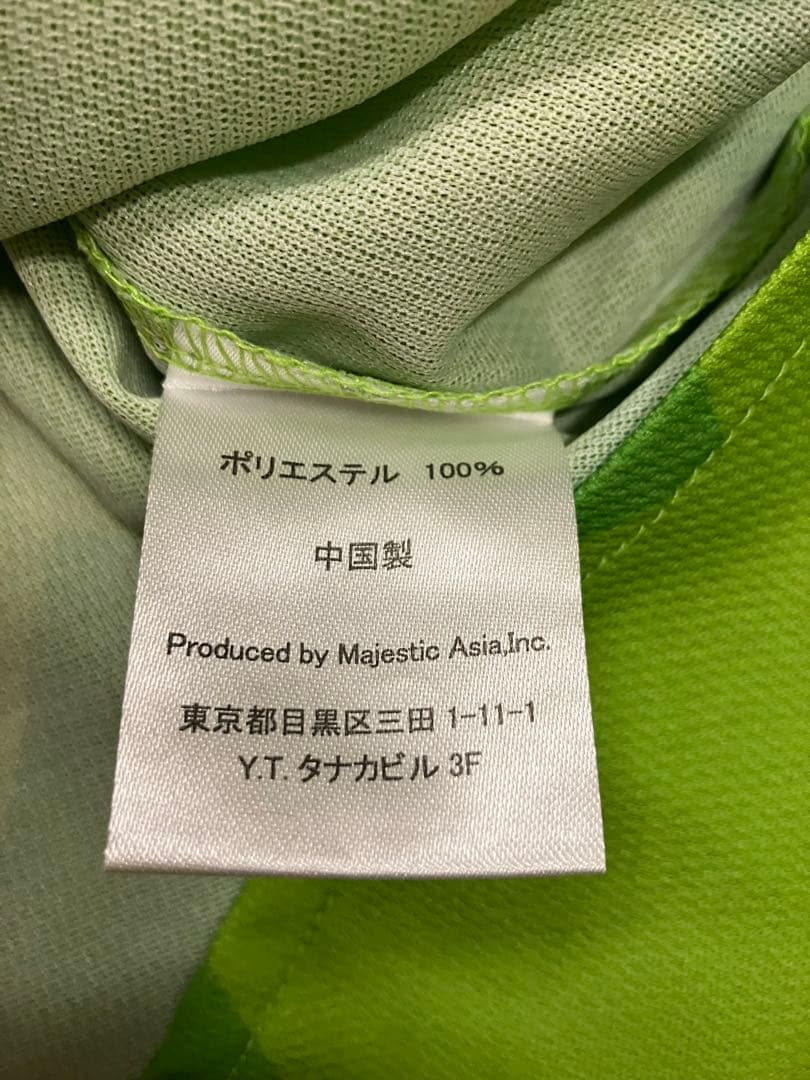 ポリエステル 100%
中国製
Produced by Majestic Asia,Inc.
東京都目黒区三田 1-11-1
Y.T. タナカビル 3F